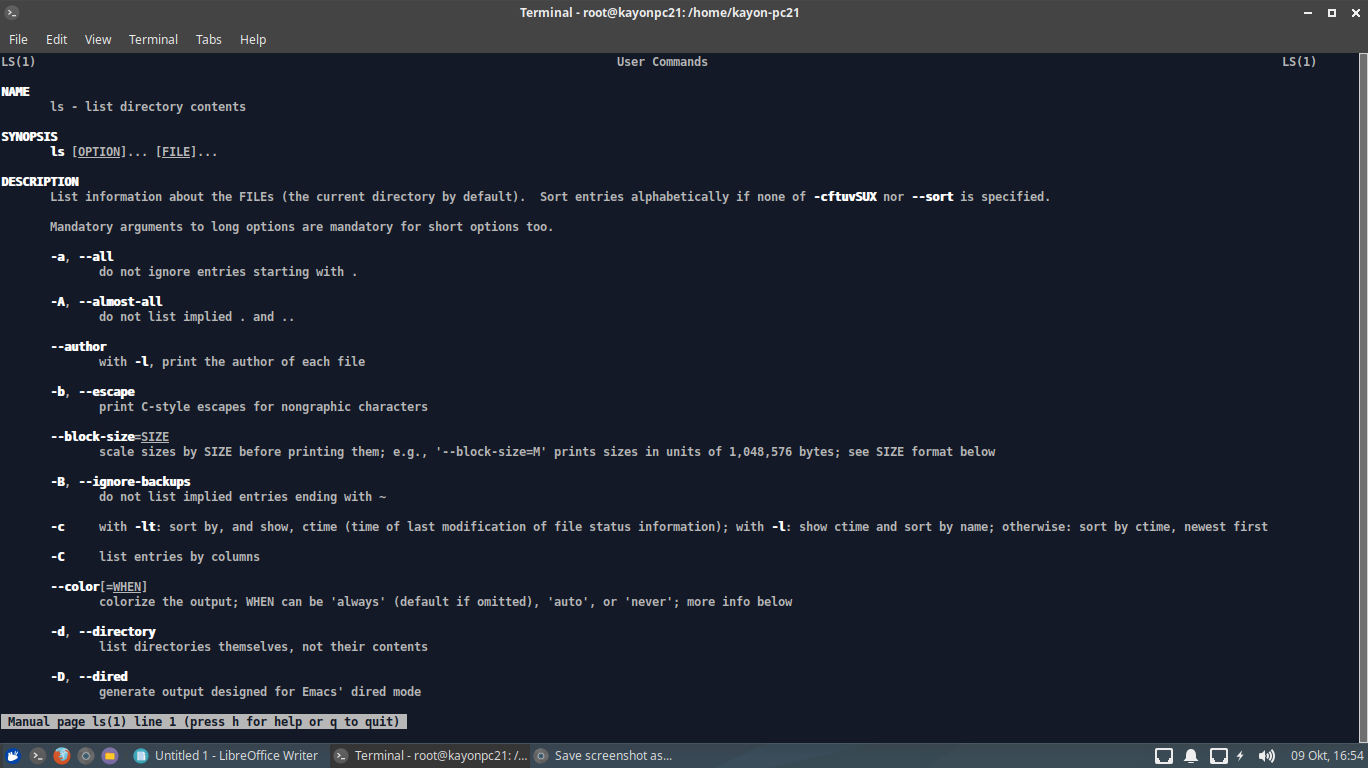 Terminal - root@kayonpc21: /home/kayon-pc21
File Edit View Terminal Tabs Help
LS(1) User Commands LS(1)
NAME
ls - list directory contents
SYNOPSIS
ls [OPTION]... [FILE]...
DESCRIPTION
List information about the FILEs (the current directory by default).  Sort entries alphabetically if none of -cftuvSUX nor --sort is specified.
Mandatory arguments to long options are mandatory for short options too.
-a, --all
do not ignore entries starting with .
-A, --almost-all
do not list implied . and ..
--author
with -l, print the author of each file
-b, --escape
print C-style escapes for nongraphic characters
--block-size=SIZE
scale sizes by SIZE before printing them; e.g., '--block-size=M' prints sizes in units of 1,048,576 bytes; see SIZE format below
-B, --ignore-backups
do not list implied entries ending with ~
-c with -lt: sort by, and show, ctime (time of last modification of file status information); with -l: show ctime and sort by name; otherwise: sort by ctime, newest first
-C list entries by columns
--color[=WHEN]
colorize the output; WHEN can be 'always' (default if omitted), 'auto', or 'never'; more info below
-d, --directory
list directories themselves, not their contents
-D, --dired
generate output designed for Emacs' dired mode
Manual page ls(1) line 1 (press h for help or q to quit)
Untitled 1 - LibreOffice Writer Terminal - root@kayonpc21: /... Save screenshot as... 09 Okt, 16:54